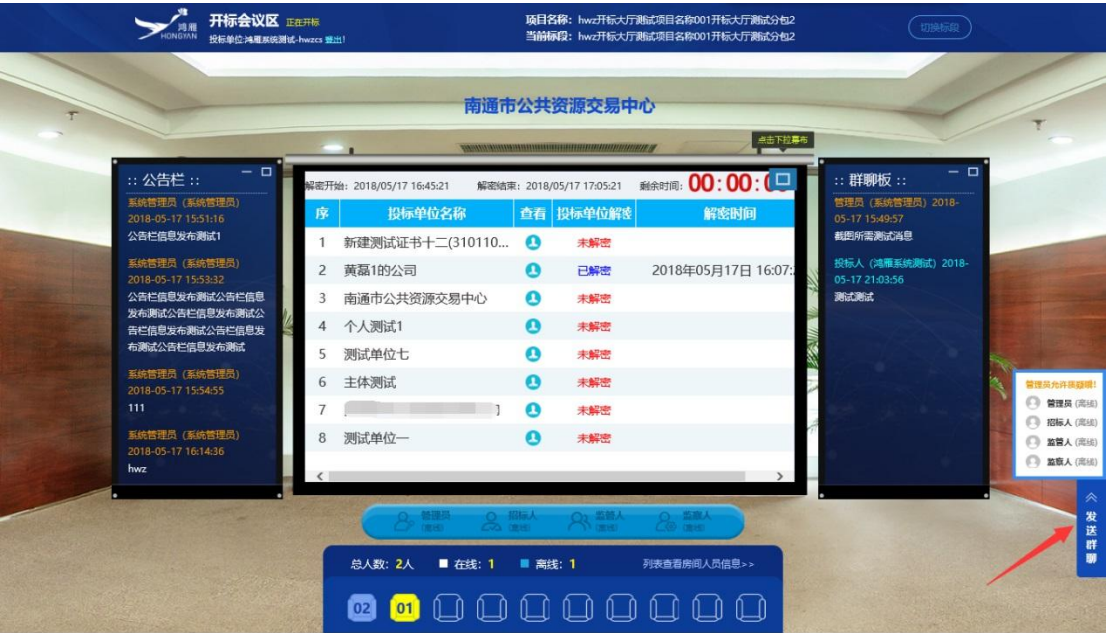 鸿雁
HONGYAN
开标会议区 正在开标
投标单位:鸿雁系统测试-hwzcs 登出!
项目名称：hwz开标大厅测试项目名称001开标大厅测试分包2
当前标段：hwz开标大厅测试项目名称001开标大厅测试分包2
切换标段
南通市公共资源交易中心
点击下拉幕布
:: 公告栏 ::
系统管理员（系统管理员）
2018-05-17 15:51:16
公告栏信息发布测试1
系统管理员（系统管理员）
2018-05-17 15:53:32
公告栏信息发布测试公告栏信息
发布测试公告栏信息发布测试公
告栏信息发布测试公告栏信息发
布测试公告栏信息发布测试
系统管理员（系统管理员）
2018-05-17 15:54:55
111
系统管理员（系统管理员）
2018-05-17 16:14:36
hwz
解密开始：2018/05/17 16:45:21 解密结束：2018/05/17 17:05:21 剩余时间：00:00:
序 投标单位名称 查看 投标单位解密 解密时间
1 新建测试证书十二(310110... 未解密
2 黄磊1的公司 已解密 2018年05月17日 16:07:
3 南通市公共资源交易中心 未解密
4 个人测试1 未解密
5 测试单位七 未解密
6 主体测试 未解密
7 未解密
8 测试单位一 未解密
:: 群聊板 ::
管理员（系统管理员）2018-
05-17 15:49:57
截图所需测试消息
投标人（鸿雁系统测试）2018-
05-17 21:03:56
测试测试
管理员允许质疑哦!
管理员 (离线)
招标人 (离线)
监管人 (离线)
监察人 (离线)
发送群聊
管理员 (离线) 招标人 (离线) 监管人 (离线) 监察人 (离线)
总人数：2人 在线：1 离线：1 列表查看房间人员信息>>
02 01